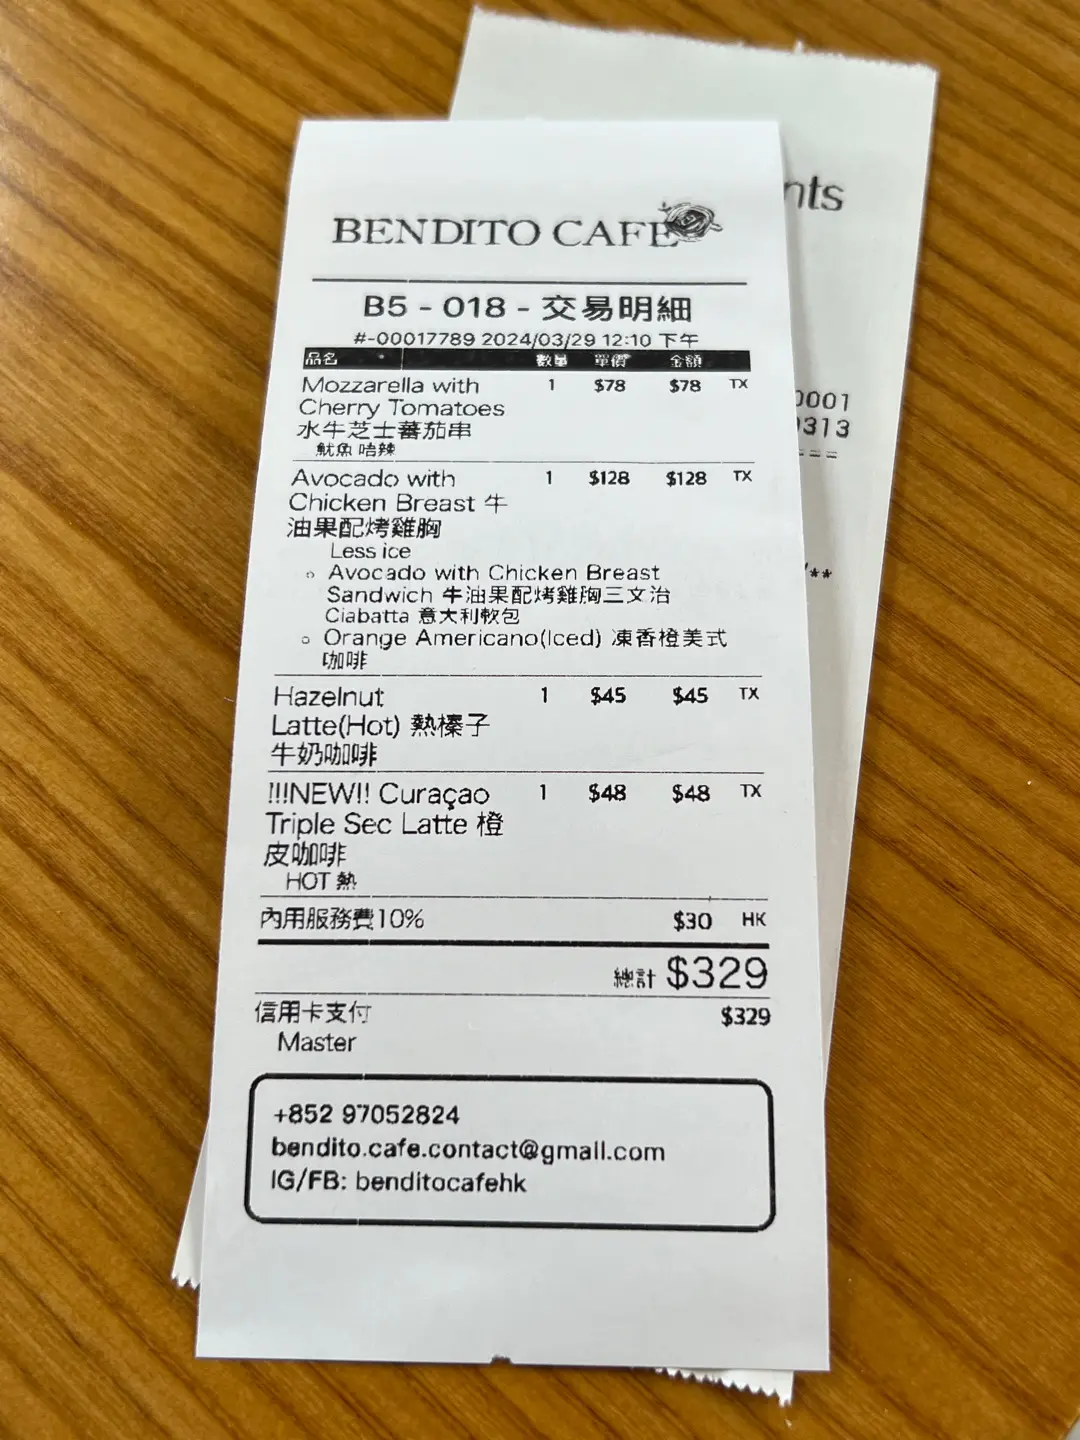 BENDITO CAFE
B5 - 018 - 交易明細
#-00017789 2024/03/29 12:10 下午
品名 數量 單價 金額
Mozzarella with 1 $78 $78 TX
Cherry Tomatoes
水牛芝士蕃茄串
魷魚 唂辣
Avocado with 1 $128 $128 TX
Chicken Breast 牛
油果配烤雞胸
Less ice
Avocado with Chicken Breast
Sandwich 牛油果配烤雞胸三文治
Ciabatta 意大利軟包
Orange Americano(Iced) 凍香橙美式
咖啡
Hazelnut 1 $45 $45 TX
Latte(Hot) 熱榛子
牛奶咖啡
!!!NEW!! Curaçao 1 $48 $48 TX
Triple Sec Latte 橙
皮咖啡
HOT 熱
內用服務費10% $30 HK
總計 $329
信用卡支付 $329
Master
+852 97052824
bendito.cafe.contact@gmail.com
IG/FB: benditocafehk
nts
0001
0313
===
/**